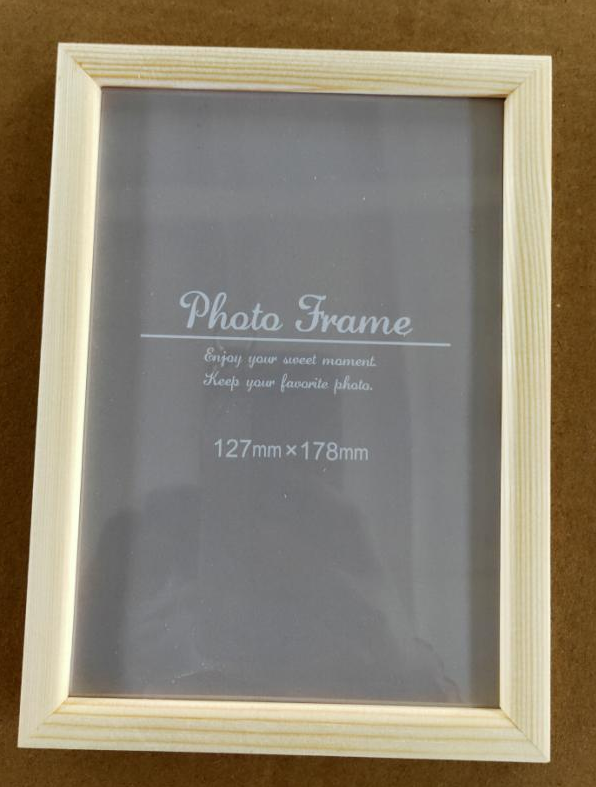 Photo Frame
Enjoy your sweet moment.
Keep your favorite photo.
127mm×178mm